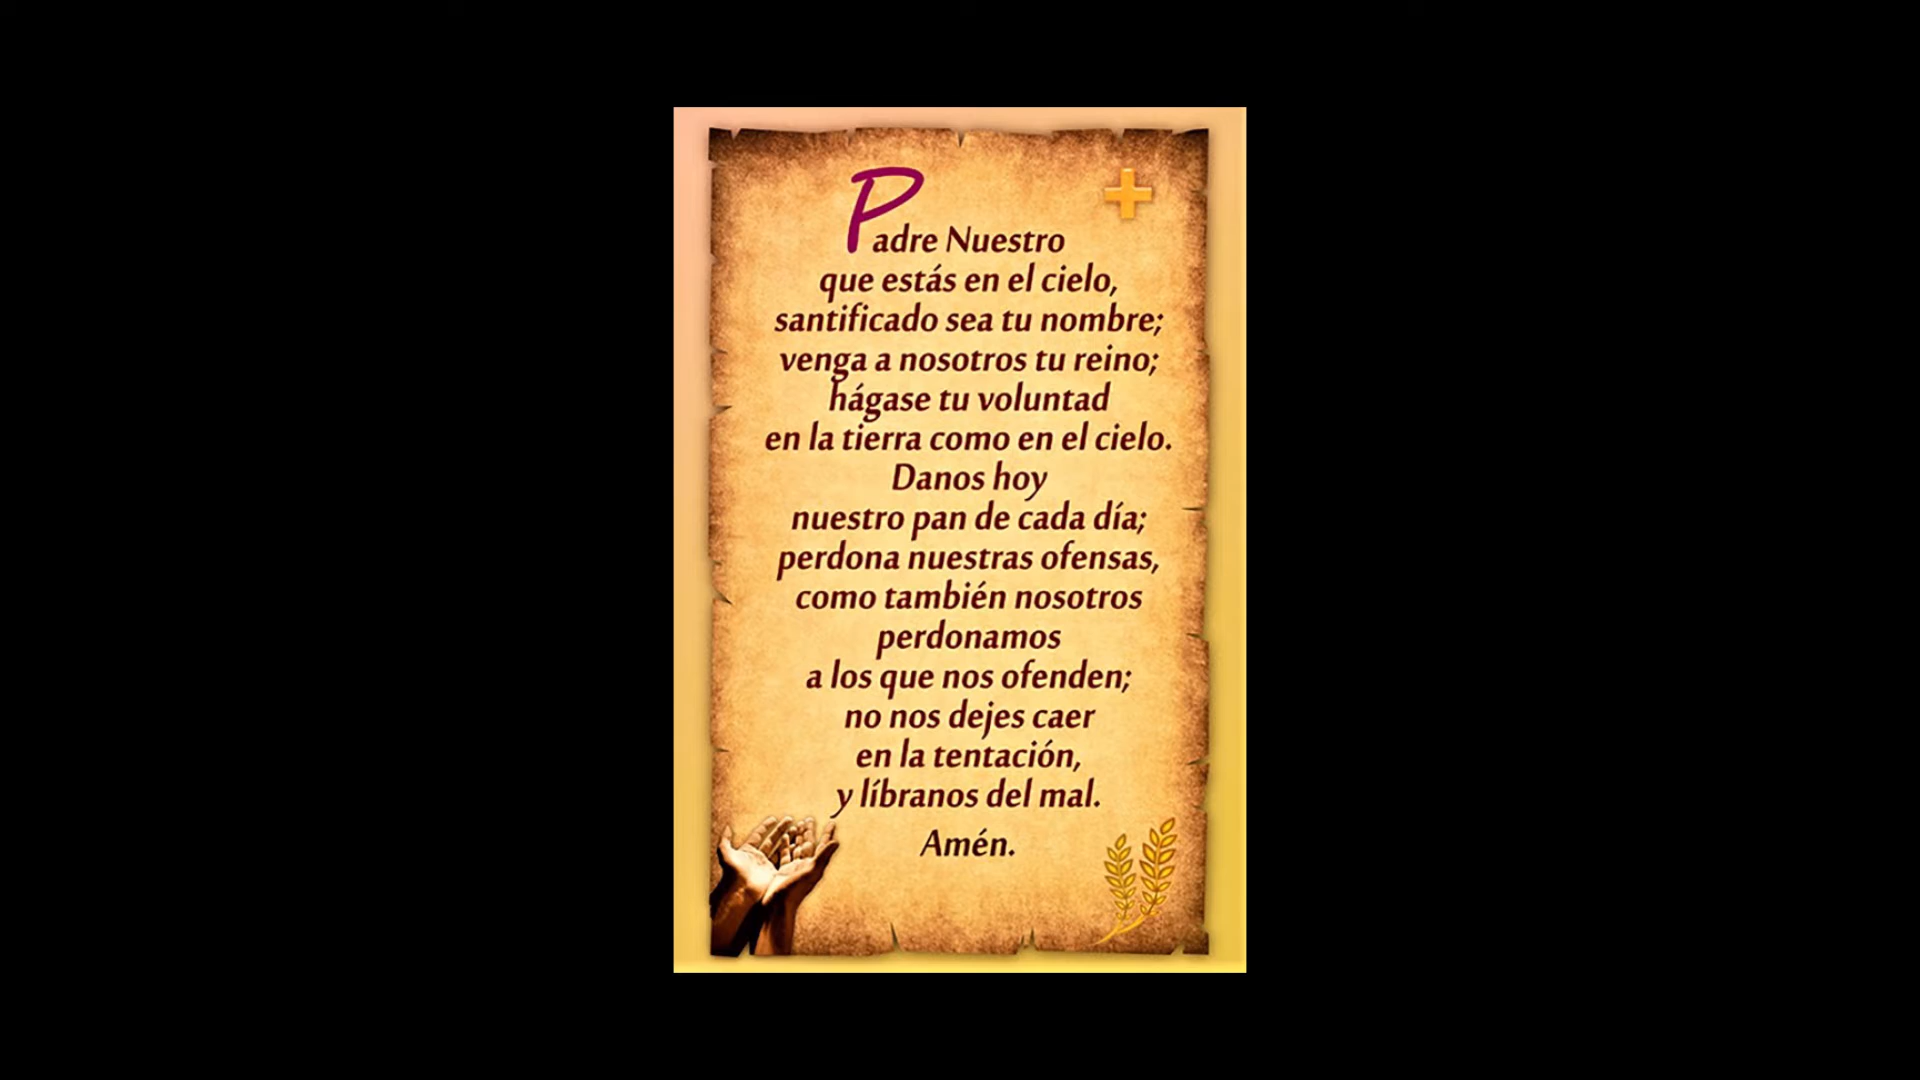 Padre Nuestro
que estás en el cielo,
santificado sea tu nombre;
venga a nosotros tu reino;
hágase tu voluntad
en la tierra como en el cielo.
Danos hoy
nuestro pan de cada día;
perdona nuestras ofensas,
como también nosotros
perdonamos
a los que nos ofenden;
no nos dejes caer
en la tentación,
y líbranos del mal.
Amén.